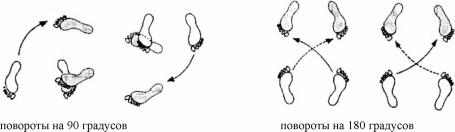 повороты на 90 градусов
повороты на 180 градусов